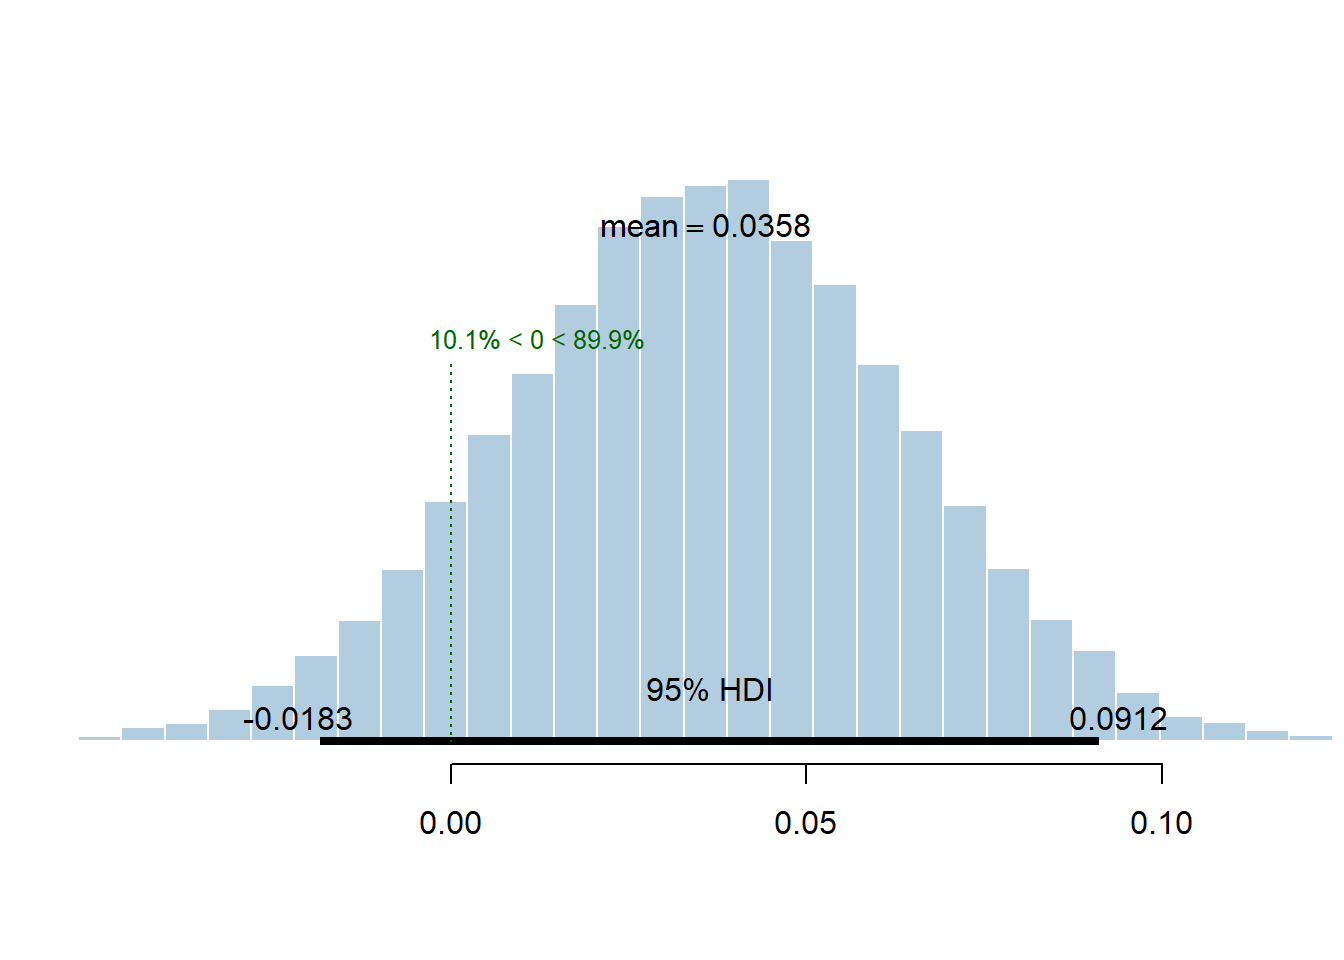 mean = 0.0358
10.1% < 0 < 89.9%
95% HDI
-0.0183 0.0912
0.00 0.05 0.10